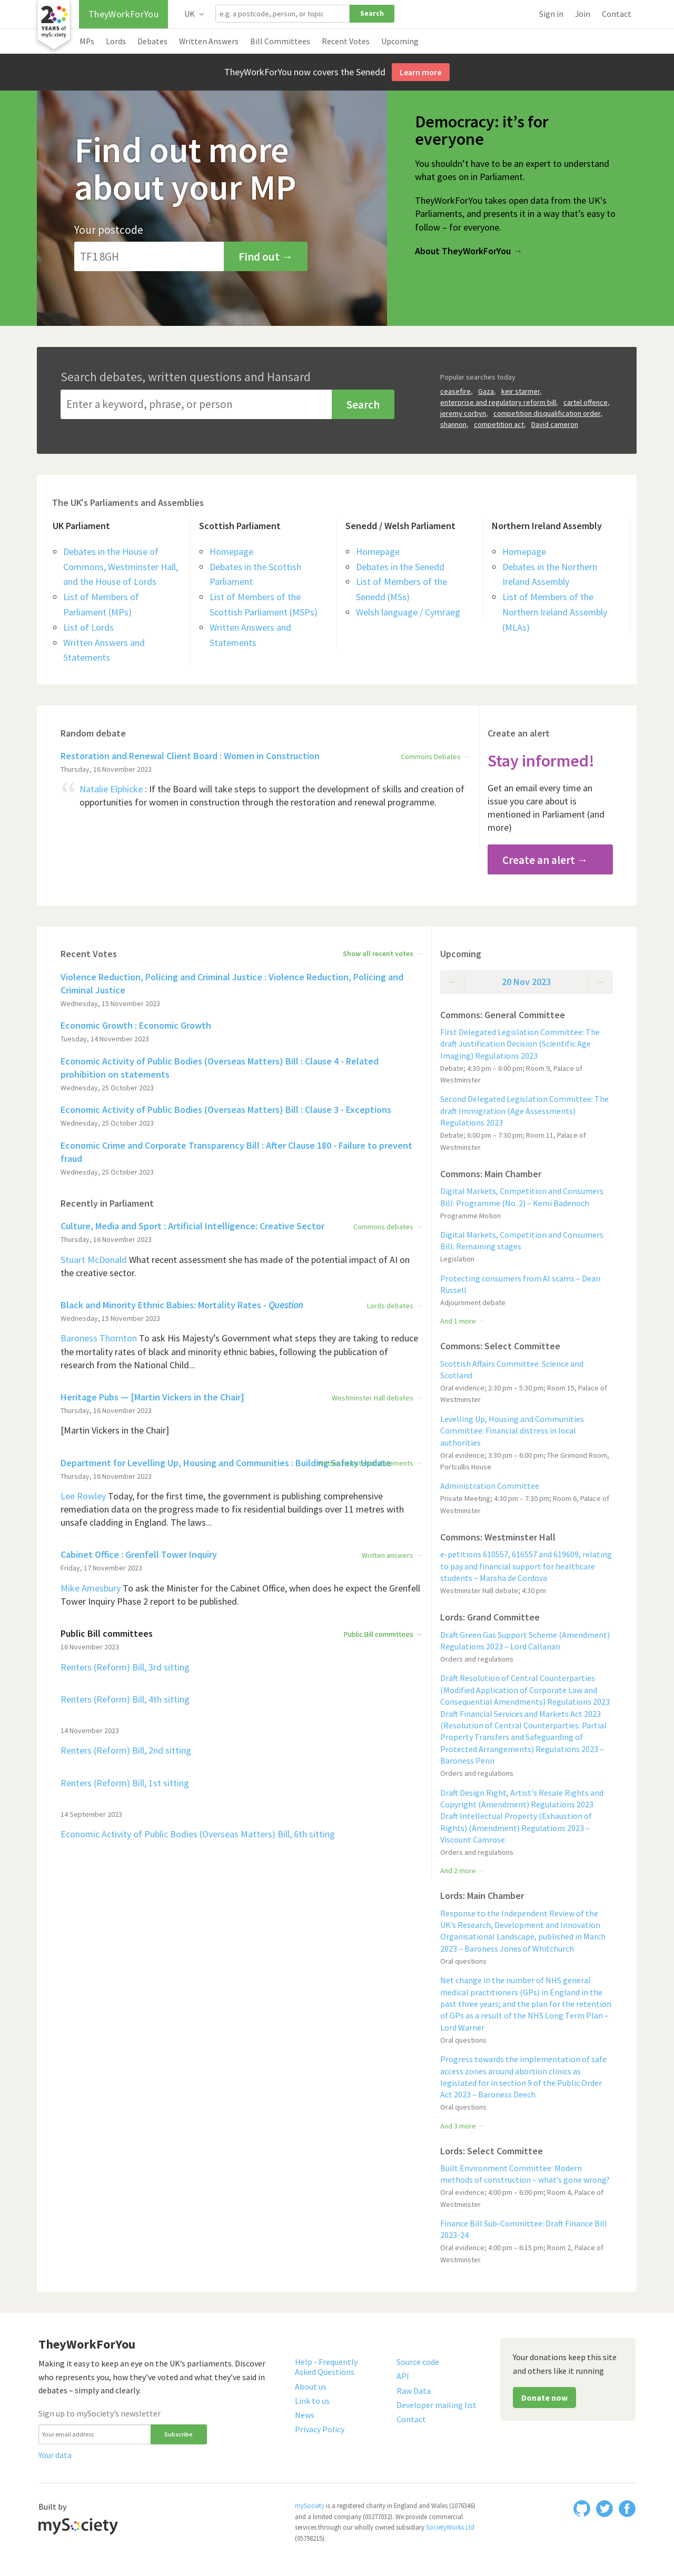 20
YEARS of
mySociety
TheyWorkForYou
UK
e.g. a postcode, person, or topic
Search
Sign in
Join
Contact
MPs
Lords
Debates
Written Answers
Bill Committees
Recent Votes
Upcoming
TheyWorkForYou now covers the Senedd
Learn more
Find out more
about your MP
Your postcode
TF1 8GH
Find out →
Democracy: it’s for
everyone
You shouldn’t have to be an expert to understand
what goes on in Parliament.
TheyWorkForYou takes open data from the UK’s
Parliaments, and presents it in a way that’s easy to
follow – for everyone.
About TheyWorkForYou →
Search debates, written questions and Hansard
Enter a keyword, phrase, or person
Search
Popular searches today
ceasefire, Gaza, keir starmer,
enterprise and regulatory reform bill, cartel offence,
jeremy corbyn, competition disqualification order,
shannon, competition act, David cameron
The UK's Parliaments and Assemblies
UK Parliament
Debates in the House of
Commons, Westminster Hall,
and the House of Lords
List of Members of
Parliament (MPs)
List of Lords
Written Answers and
Statements
Scottish Parliament
Homepage
Debates in the Scottish
Parliament
List of Members of the
Scottish Parliament (MSPs)
Written Answers and
Statements
Senedd / Welsh Parliament
Homepage
Debates in the Senedd
List of Members of the
Senedd (MSs)
Welsh language / Cymraeg
Northern Ireland Assembly
Homepage
Debates in the Northern
Ireland Assembly
List of Members of the
Northern Ireland Assembly
(MLAs)
Random debate
Restoration and Renewal Client Board : Women in Construction
Commons Debates →
Thursday, 16 November 2023
“ Natalie Elphicke : If the Board will take steps to support the development of skills and creation of
opportunities for women in construction through the restoration and renewal programme.
Create an alert
Stay informed!
Get an email every time an
issue you care about is
mentioned in Parliament (and
more)
Create an alert →
Recent Votes
Show all recent votes →
Violence Reduction, Policing and Criminal Justice : Violence Reduction, Policing and
Criminal Justice
Wednesday, 15 November 2023
Economic Growth : Economic Growth
Tuesday, 14 November 2023
Economic Activity of Public Bodies (Overseas Matters) Bill : Clause 4 - Related
prohibition on statements
Wednesday, 25 October 2023
Economic Activity of Public Bodies (Overseas Matters) Bill : Clause 3 - Exceptions
Wednesday, 25 October 2023
Economic Crime and Corporate Transparency Bill : After Clause 180 - Failure to prevent
fraud
Wednesday, 25 October 2023
Recently in Parliament
Culture, Media and Sport : Artificial Intelligence: Creative Sector
Commons debates →
Thursday, 16 November 2023
Stuart McDonald What recent assessment she has made of the potential impact of AI on
the creative sector.
Black and Minority Ethnic Babies: Mortality Rates - Question
Lords debates →
Wednesday, 15 November 2023
Baroness Thornton To ask His Majesty’s Government what steps they are taking to reduce
the mortality rates of black and minority ethnic babies, following the publication of
research from the National Child...
Heritage Pubs — [Martin Vickers in the Chair]
Westminster Hall debates →
Thursday, 16 November 2023
[Martin Vickers in the Chair]
Department for Levelling Up, Housing and Communities : Building Safety Update
Thursday, 16 November 2023
Lee Rowley Today, for the first time, the government is publishing comprehensive
remediation data on the progress made to fix residential buildings over 11 metres with
unsafe cladding in England. The laws...
Cabinet Office : Grenfell Tower Inquiry
Written answers →
Friday, 17 November 2023
Mike Amesbury To ask the Minister for the Cabinet Office, when does he expect the Grenfell
Tower Inquiry Phase 2 report to be published.
Public Bill committees
Public Bill committees →
16 November 2023
Renters (Reform) Bill, 3rd sitting
Renters (Reform) Bill, 4th sitting
14 November 2023
Renters (Reform) Bill, 2nd sitting
Renters (Reform) Bill, 1st sitting
14 September 2023
Economic Activity of Public Bodies (Overseas Matters) Bill, 6th sitting
Upcoming
← 20 Nov 2023 →
Commons: General Committee
First Delegated Legislation Committee: The
draft Justification Decision (Scientific Age
Imaging) Regulations 2023
Debate; 4:30 pm – 6:00 pm; Room 9, Palace of
Westminster
Second Delegated Legislation Committee: The
draft Immigration (Age Assessments)
Regulations 2023
Debate; 6:00 pm – 7:30 pm; Room 11, Palace of
Westminster
Commons: Main Chamber
Digital Markets, Competition and Consumers
Bill: Programme (No. 2) – Kemi Badenoch
Programme Motion
Digital Markets, Competition and Consumers
Bill: Remaining stages
Legislation
Protecting consumers from AI scams – Dean
Russell
Adjournment debate
And 1 more →
Commons: Select Committee
Scottish Affairs Committee: Science and
Scotland
Oral evidence; 2:30 pm – 5:30 pm; Room 15, Palace of
Westminster
Levelling Up, Housing and Communities
Committee: Financial distress in local
authorities
Oral evidence; 3:30 pm – 6:00 pm; The Grimond Room,
Portcullis House
Administration Committee
Private Meeting; 4:30 pm – 7:30 pm; Room 6, Palace of
Westminster
Commons: Westminster Hall
e-petitions 610557, 616557 and 619609, relating
to pay and financial support for healthcare
students – Marsha de Cordova
Westminster Hall debate; 4:30 pm
Lords: Grand Committee
Draft Green Gas Support Scheme (Amendment)
Regulations 2023 – Lord Callanan
Orders and regulations
Draft Resolution of Central Counterparties
(Modified Application of Corporate Law and
Consequential Amendments) Regulations 2023
Draft Financial Services and Markets Act 2023
(Resolution of Central Counterparties: Partial
Property Transfers and Safeguarding of
Protected Arrangements) Regulations 2023 –
Baroness Penn
Orders and regulations
Draft Design Right, Artist's Resale Rights and
Copyright (Amendment) Regulations 2023
Draft Intellectual Property (Exhaustion of
Rights) (Amendment) Regulations 2023 –
Viscount Camrose
Orders and regulations
And 2 more →
Lords: Main Chamber
Response to the Independent Review of the
UK’s Research, Development and Innovation
Organisational Landscape, published in March
2023 – Baroness Jones of Whitchurch
Oral questions
Net change in the number of NHS general
medical practitioners (GPs) in England in the
past three years; and the plan for the retention
of GPs as a result of the NHS Long Term Plan –
Lord Warner
Oral questions
Progress towards the implementation of safe
access zones around abortion clinics as
legislated for in section 9 of the Public Order
Act 2023 – Baroness Deech
Oral questions
And 3 more →
Lords: Select Committee
Built Environment Committee: Modern
methods of construction – what’s gone wrong?
Oral evidence; 4:00 pm – 6:00 pm; Room 4, Palace of
Westminster
Finance Bill Sub-Committee: Draft Finance Bill
2023-24
Oral evidence; 4:00 pm – 6:15 pm; Room 2, Palace of
Westminster
TheyWorkForYou
Making it easy to keep an eye on the UK’s parliaments. Discover
who represents you, how they’ve voted and what they’ve said in
debates – simply and clearly.
Sign up to mySociety’s newsletter
Your email address
Subscribe
Your data
Help - Frequently
Asked Questions
About us
Link to us
News
Privacy Policy
Source code
API
Raw Data
Developer mailing list
Contact
Your donations keep this site
and others like it running
Donate now
Built by
mySociety
mySociety is a registered charity in England and Wales (1076346)
and a limited company (03277032). We provide commercial
services through our wholly owned subsidiary SocietyWorks Ltd
(05798215).